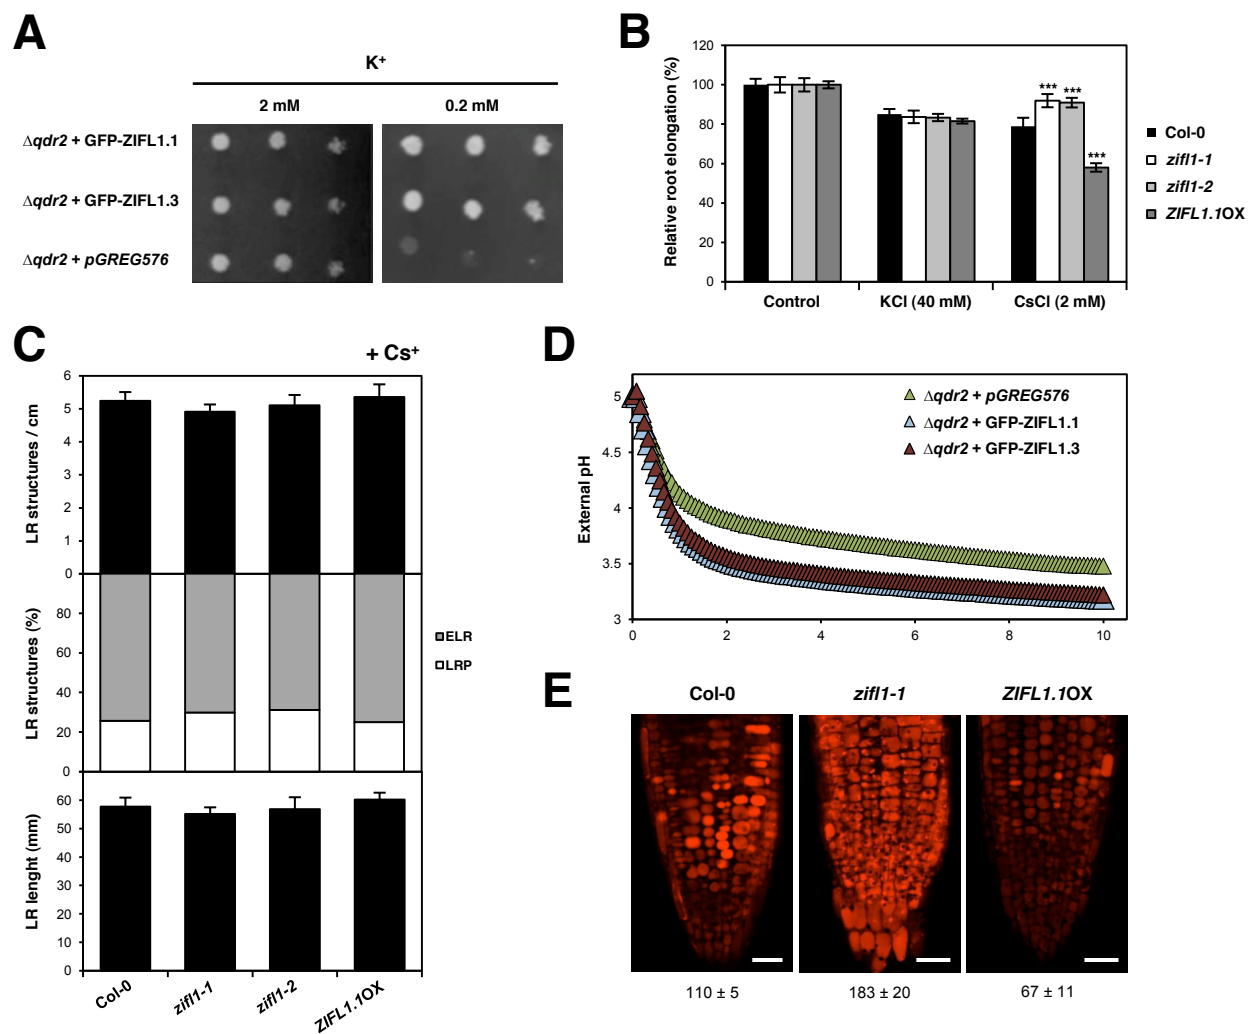 A
K+
2 mM
0.2 mM
Δqdr2 + GFP-ZIFL1.1
Δqdr2 + GFP-ZIFL1.3
Δqdr2 + pGREG576
B
Relative root elongation (%)
120
100
80
60
40
20
0
*** ***
***
Control
KCl (40 mM)
CsCl (2 mM)
Col-0
zifl1-1
zifl1-2
ZIFL1.1OX
C
+ Cs+
LR structures / cm
6
5
4
3
2
1
0
LR structures (%)
80
60
40
20
0
ELR
LRP
LR lenght (mm)
60
50
40
30
20
10
0
Col-0
zifl1-1
zifl1-2
ZIFL1.1OX
D
External pH
5
4.5
4
3.5
3
0
2
4
6
8
10
Δqdr2 + pGREG576
Δqdr2 + GFP-ZIFL1.1
Δqdr2 + GFP-ZIFL1.3
E
Col-0
zifl1-1
ZIFL1.1OX
110 ± 5
183 ± 20
67 ± 11